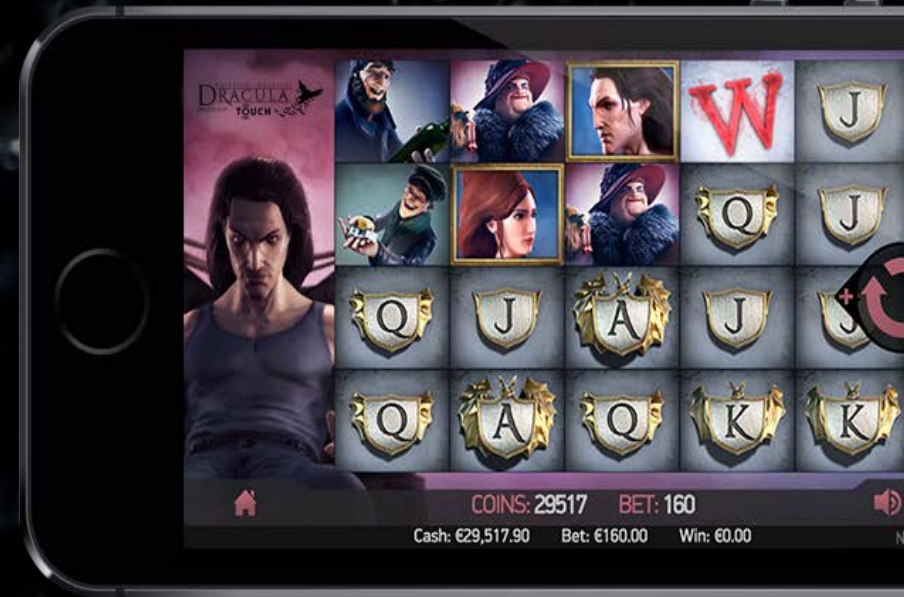 DRACULA
TOUCH
W
J
Q
J
Q
J
A
J
J
Q
A
Q
K
K
COINS: 29517 BET: 160
Cash: €29,517.90 Bet: €160.00 Win: €0.00